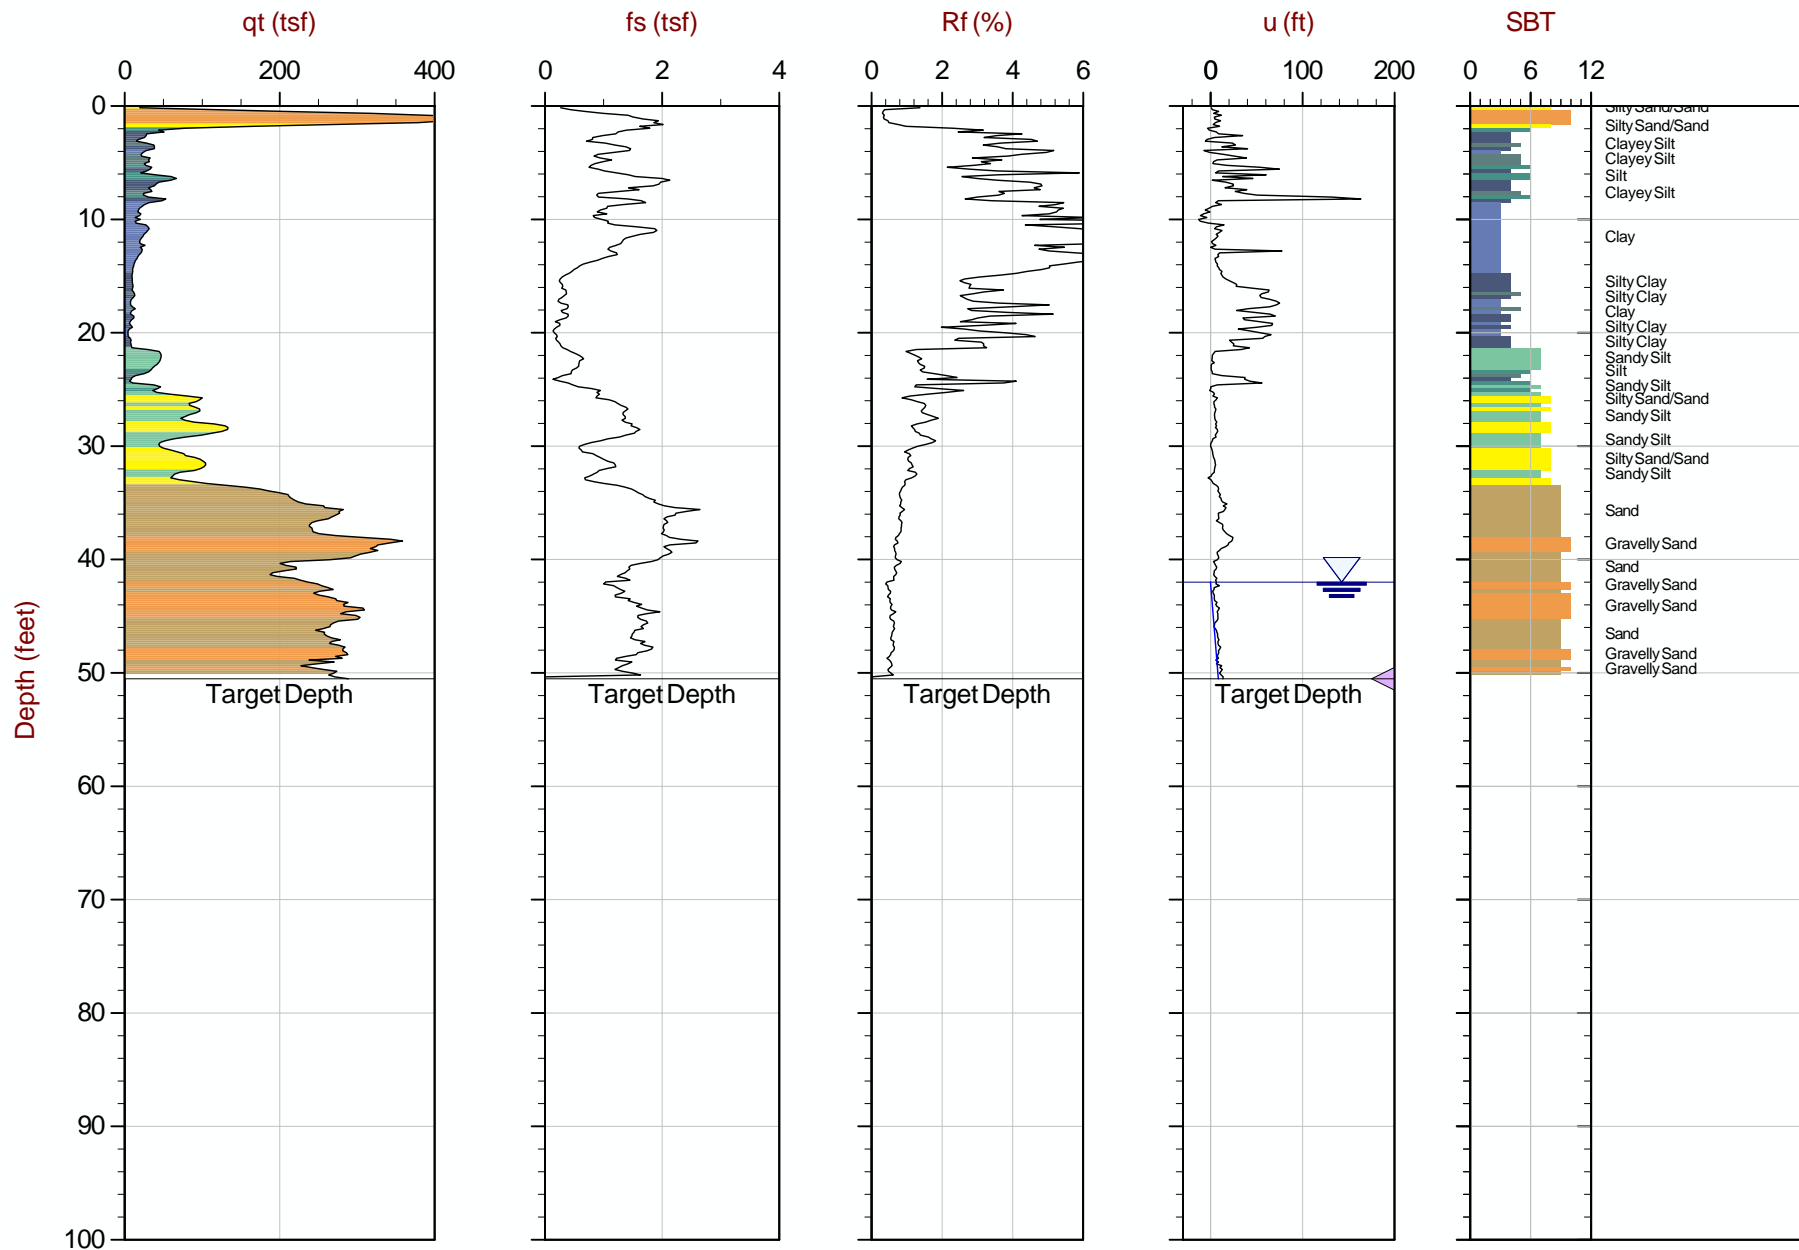 qt (tsf) fs (tsf) Rf (%) u (ft) SBT
0 200 400 0 2 4 0 2 4 6 0 100 200 0 6 12
0
10
20
30
40
50
60
70
80
90
100
Depth (feet)
Silty Sand/Sand
Silty Sand/Sand
Clayey Silt
Clayey Silt
Silt
Clayey Silt
Clay
Silty Clay
Silty Clay
Clay
Silty Clay
Silty Clay
Sandy Silt
Silt
Sandy Silt
Silty Sand/Sand
Sandy Silt
Sandy Silt
Silty Sand/Sand
Sandy Silt
Sand
Gravelly Sand
Sand
Gravelly Sand
Gravelly Sand
Sand
Gravelly Sand
Gravelly Sand
Target Depth Target Depth Target Depth Target Depth